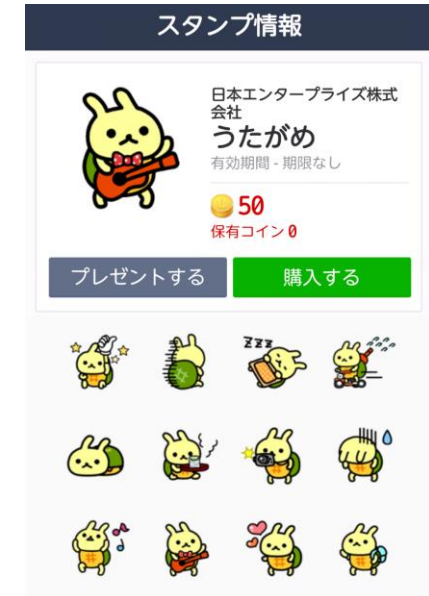 スタンプ情報
日本エンタープライズ株式
会社
うたがめ
有効期間 - 期限なし
50
保有コイン 0
プレゼントする
購入する
zzz